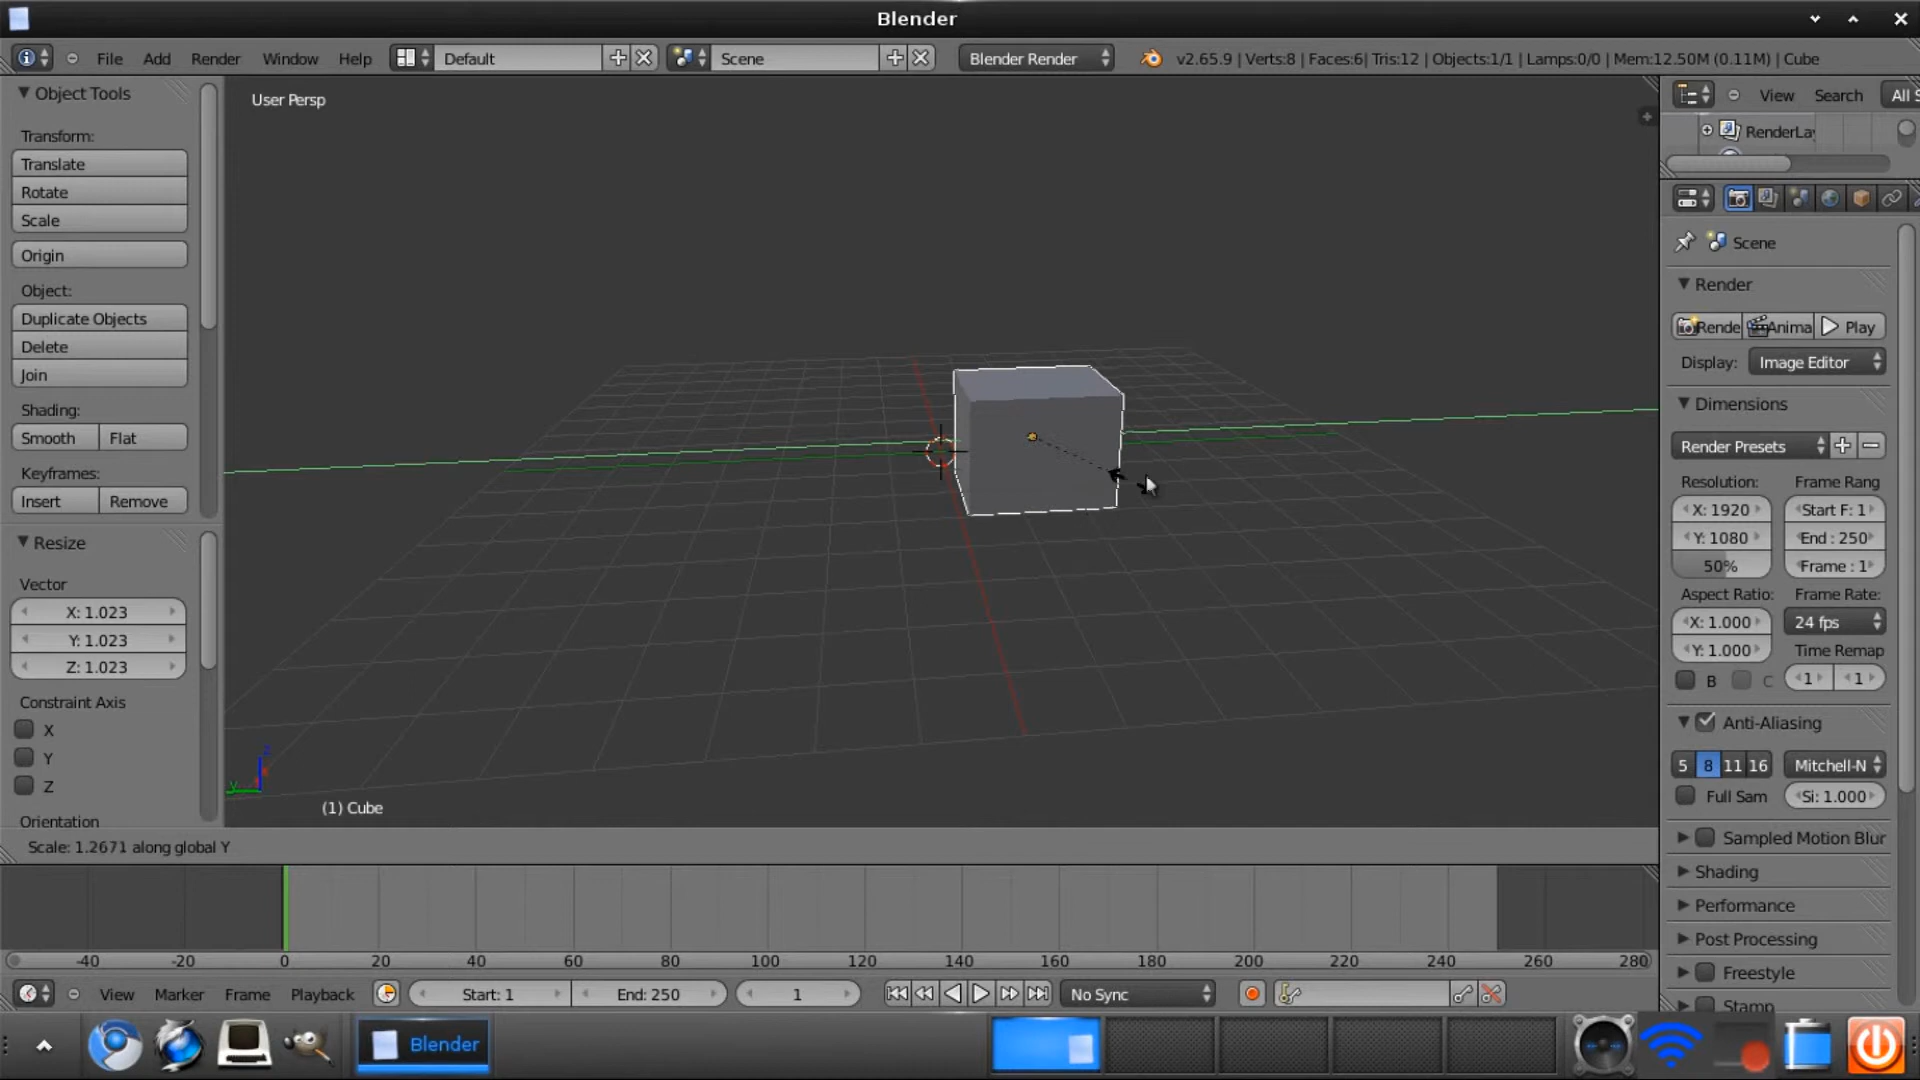 Blender
File Add Render Window Help Default Scene Blender Render v2.65.9 | Verts:8 | Faces:6| Tris:12 | Objects:1/1 | Lamps:0/0 | Mem:12.50M (0.11M) | Cube
Object Tools
Transform:
Translate
Rotate
Scale
Origin
Object:
Duplicate Objects
Delete
Join
Shading:
Smooth Flat
Keyframes:
Insert Remove
Resize
Vector
X: 1.023
Y: 1.023
Z: 1.023
Constraint Axis
X
Y
Z
Orientation
User Persp
z
y
(1) Cube
Scale: 1.2671 along global Y
View Search All S
RenderLa
Scene
Render
Rende Anima Play
Display: Image Editor
Dimensions
Render Presets
Resolution: Frame Rang
X: 1920 Start F: 1
Y: 1080 End : 250
50% Frame : 1
Aspect Ratio: Frame Rate:
X: 1.000 24 fps
Y: 1.000 Time Remap
B C 1 1
Anti-Aliasing
5 8 11 16 Mitchell-N
Full Sam Si: 1.000
Sampled Motion Blur
Shading
Performance
Post Processing
Freestyle
Stamp
-40 -20 0 20 40 60 80 100 120 140 160 180 200 220 240 260 280
View Marker Frame Playback Start: 1 End: 250 1 No Sync
Blender